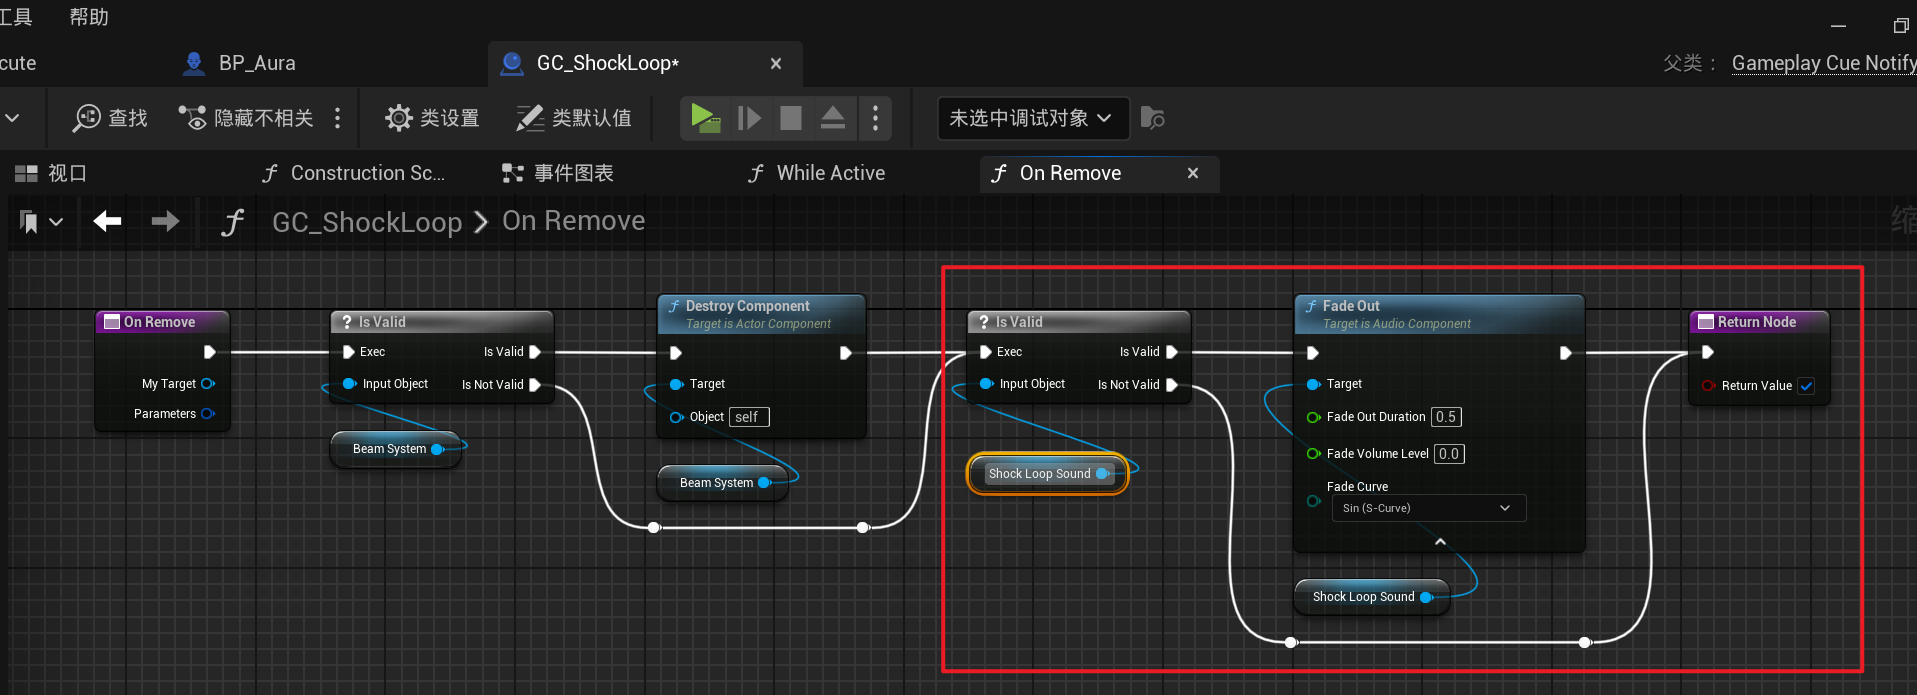 工具 帮助
cute BP_Aura GC_ShockLoop* 父类： Gameplay Cue Notify
查找 隐藏不相关 类设置 类默认值 未选中调试对象
视口 Construction Sc... 事件图表 While Active On Remove
GC_ShockLoop On Remove 缩
On Remove
My Target
Parameters
? Is Valid
Exec Is Valid
Input Object Is Not Valid
Beam System
Destroy Component
Target is Actor Component
Target
Object self
Beam System
? Is Valid
Exec Is Valid
Input Object Is Not Valid
Shock Loop Sound
Fade Out
Target is Audio Component
Target
Fade Out Duration 0.5
Fade Volume Level 0.0
Fade Curve
Sin (S-Curve)
Shock Loop Sound
Return Node
Return Value